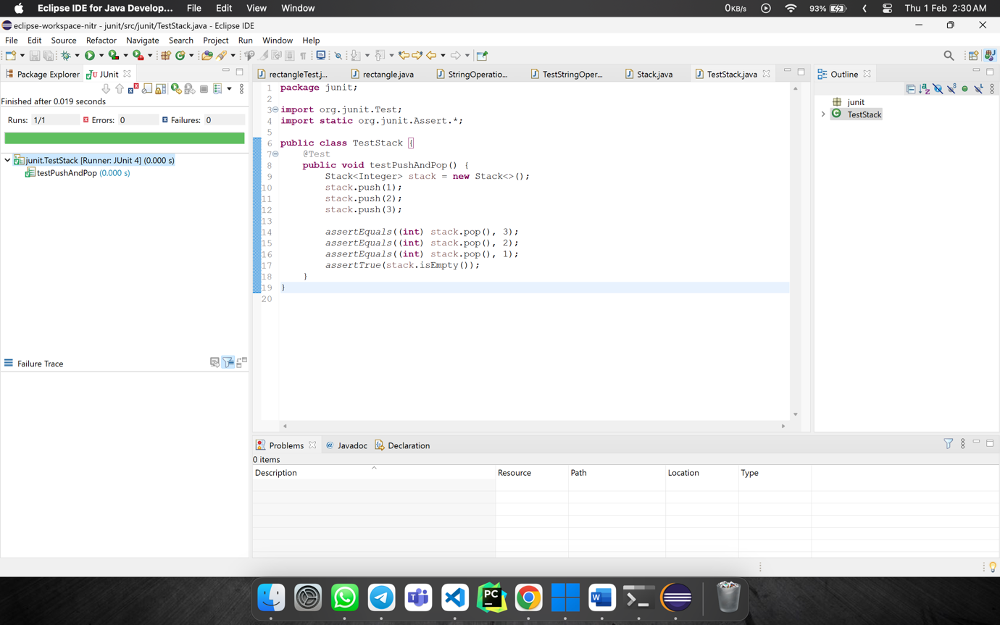 Eclipse IDE for Java Develop... File Edit View Window 0KB/s 93% Thu 1 Feb 2:30 AM
eclipse-workspace-nitr - junit/src/junit/TestStack.java - Eclipse IDE
File Edit Source Refactor Navigate Search Project Run Window Help
Package Explorer JUnit
Finished after 0.019 seconds
Runs: 1/1 Errors: 0 Failures: 0
junit.TestStack [Runner: JUnit 4] (0.000 s)
testPushAndPop (0.000 s)
Failure Trace
rectangleTest.j... rectangle.java StringOperatio... TestStringOper... Stack.java TestStack.java
1 package junit;
2
3 import org.junit.Test;
4 import static org.junit.Assert.*;
5
6 public class TestStack {
7 @Test
8 public void testPushAndPop() {
9 Stack<Integer> stack = new Stack<>();
10 stack.push(1);
11 stack.push(2);
12 stack.push(3);
13
14 assertEquals((int) stack.pop(), 3);
15 assertEquals((int) stack.pop(), 2);
16 assertEquals((int) stack.pop(), 1);
17 assertTrue(stack.isEmpty());
18 }
19 }
20
Outline
junit
TestStack
Problems @ Javadoc Declaration
0 items
Description Resource Path Location Type
PC
W